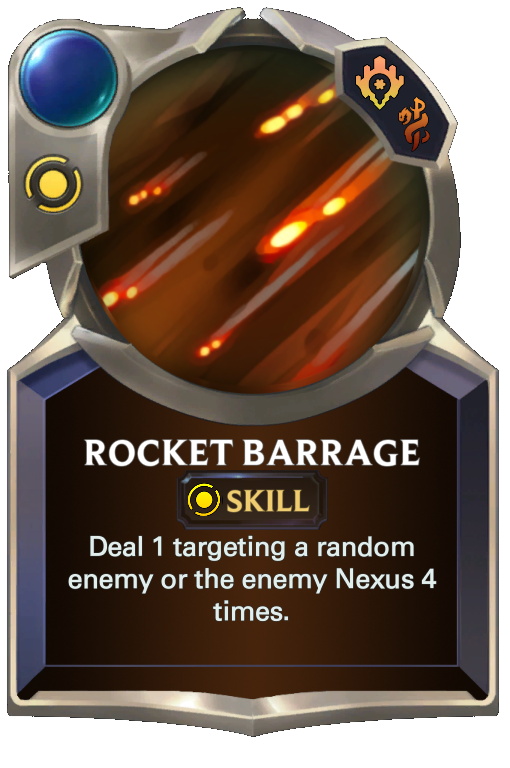 ROCKET BARRAGE
SKILL
Deal 1 targeting a random
enemy or the enemy Nexus 4
times.